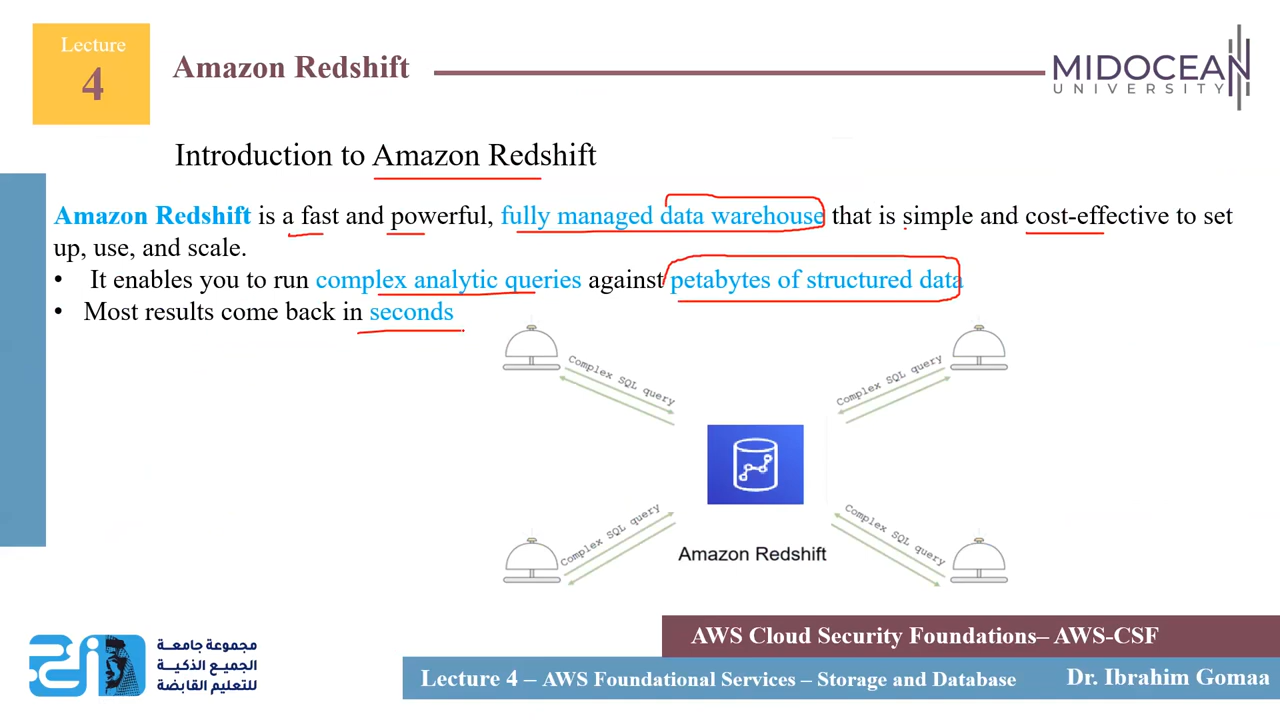 Lecture
4
Amazon Redshift
MIDOCEAN
UNIVERSITY
Introduction to Amazon Redshift
Amazon Redshift is a fast and powerful, fully managed data warehouse that is simple and cost-effective to set
up, use, and scale.
• It enables you to run complex analytic queries against petabytes of structured data
• Most results come back in seconds
Complex SQL query
Complex SQL query
Complex SQL query
Complex SQL query
Amazon Redshift
مجموعة جامعـة
الجميع الذكيـة
للتعليم القابضة
AWS Cloud Security Foundations– AWS-CSF
Lecture 4 – AWS Foundational Services – Storage and Database
Dr. Ibrahim Gomaa